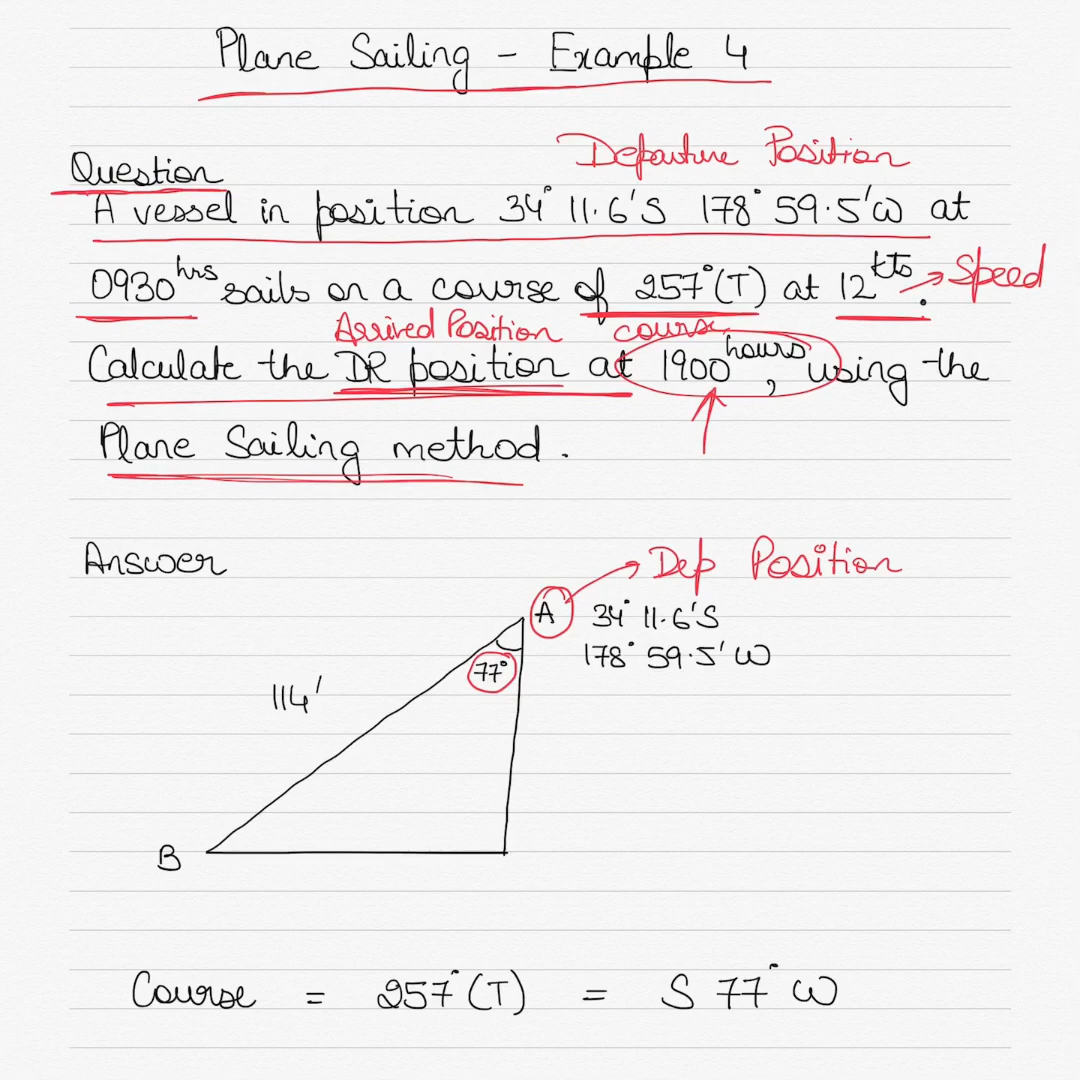 Plane Sailing - Example 4
Departure Position
Question
A vessel in position 34° 11.6'S 178° 59.5'W at
0930hrs sails on a course of 257°(T) at 12kts. → Speed
Arrived Position course
Calculate the DR position at 1900hours, using the
Plane Sailing method.
Answer
Dep Position
A 34° 11.6'S
178° 59.5'W
77°
114'
B
Course = 257°(T) = S 77° W